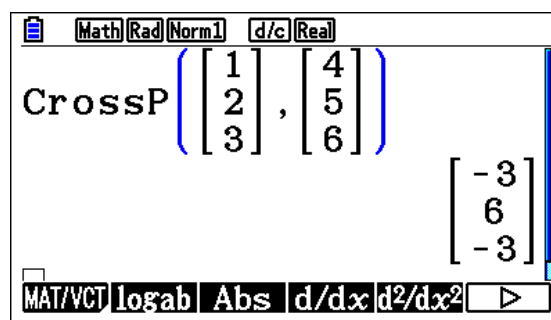 Math Rad Norm1 d/c Real
CrossP([1 2 3], [4 5 6])
[-3 6 -3]
MAT/VCT logab Abs d/dx d²/dx² ▷